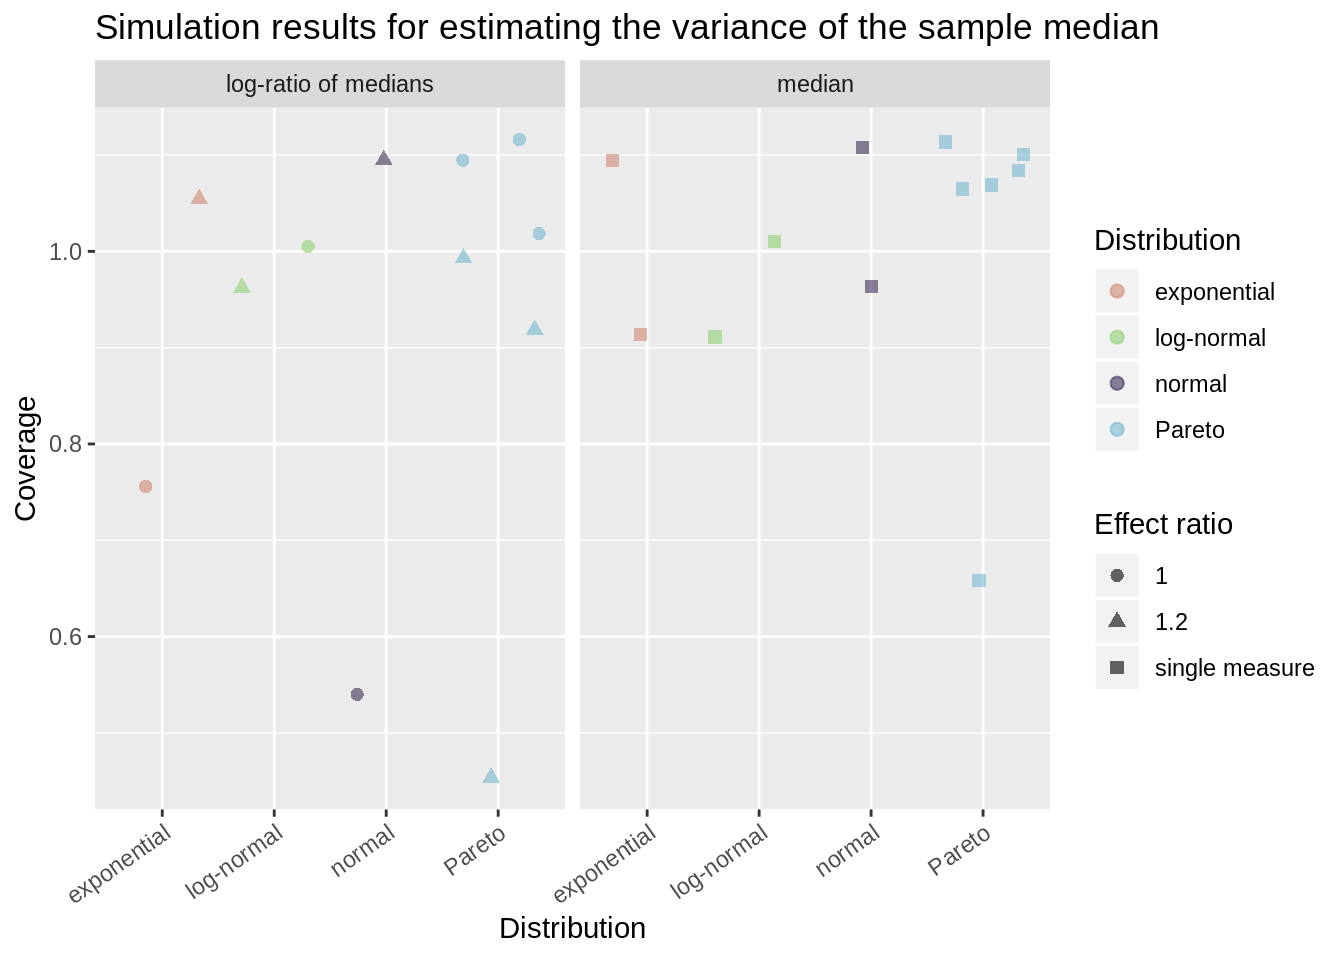 Simulation results for estimating the variance of the sample median
log-ratio of medians
median
Coverage
1.0
0.8
0.6
exponential
log-normal
normal
Pareto
exponential
log-normal
normal
Pareto
Distribution
Distribution
exponential
log-normal
normal
Pareto
Effect ratio
1
1.2
single measure